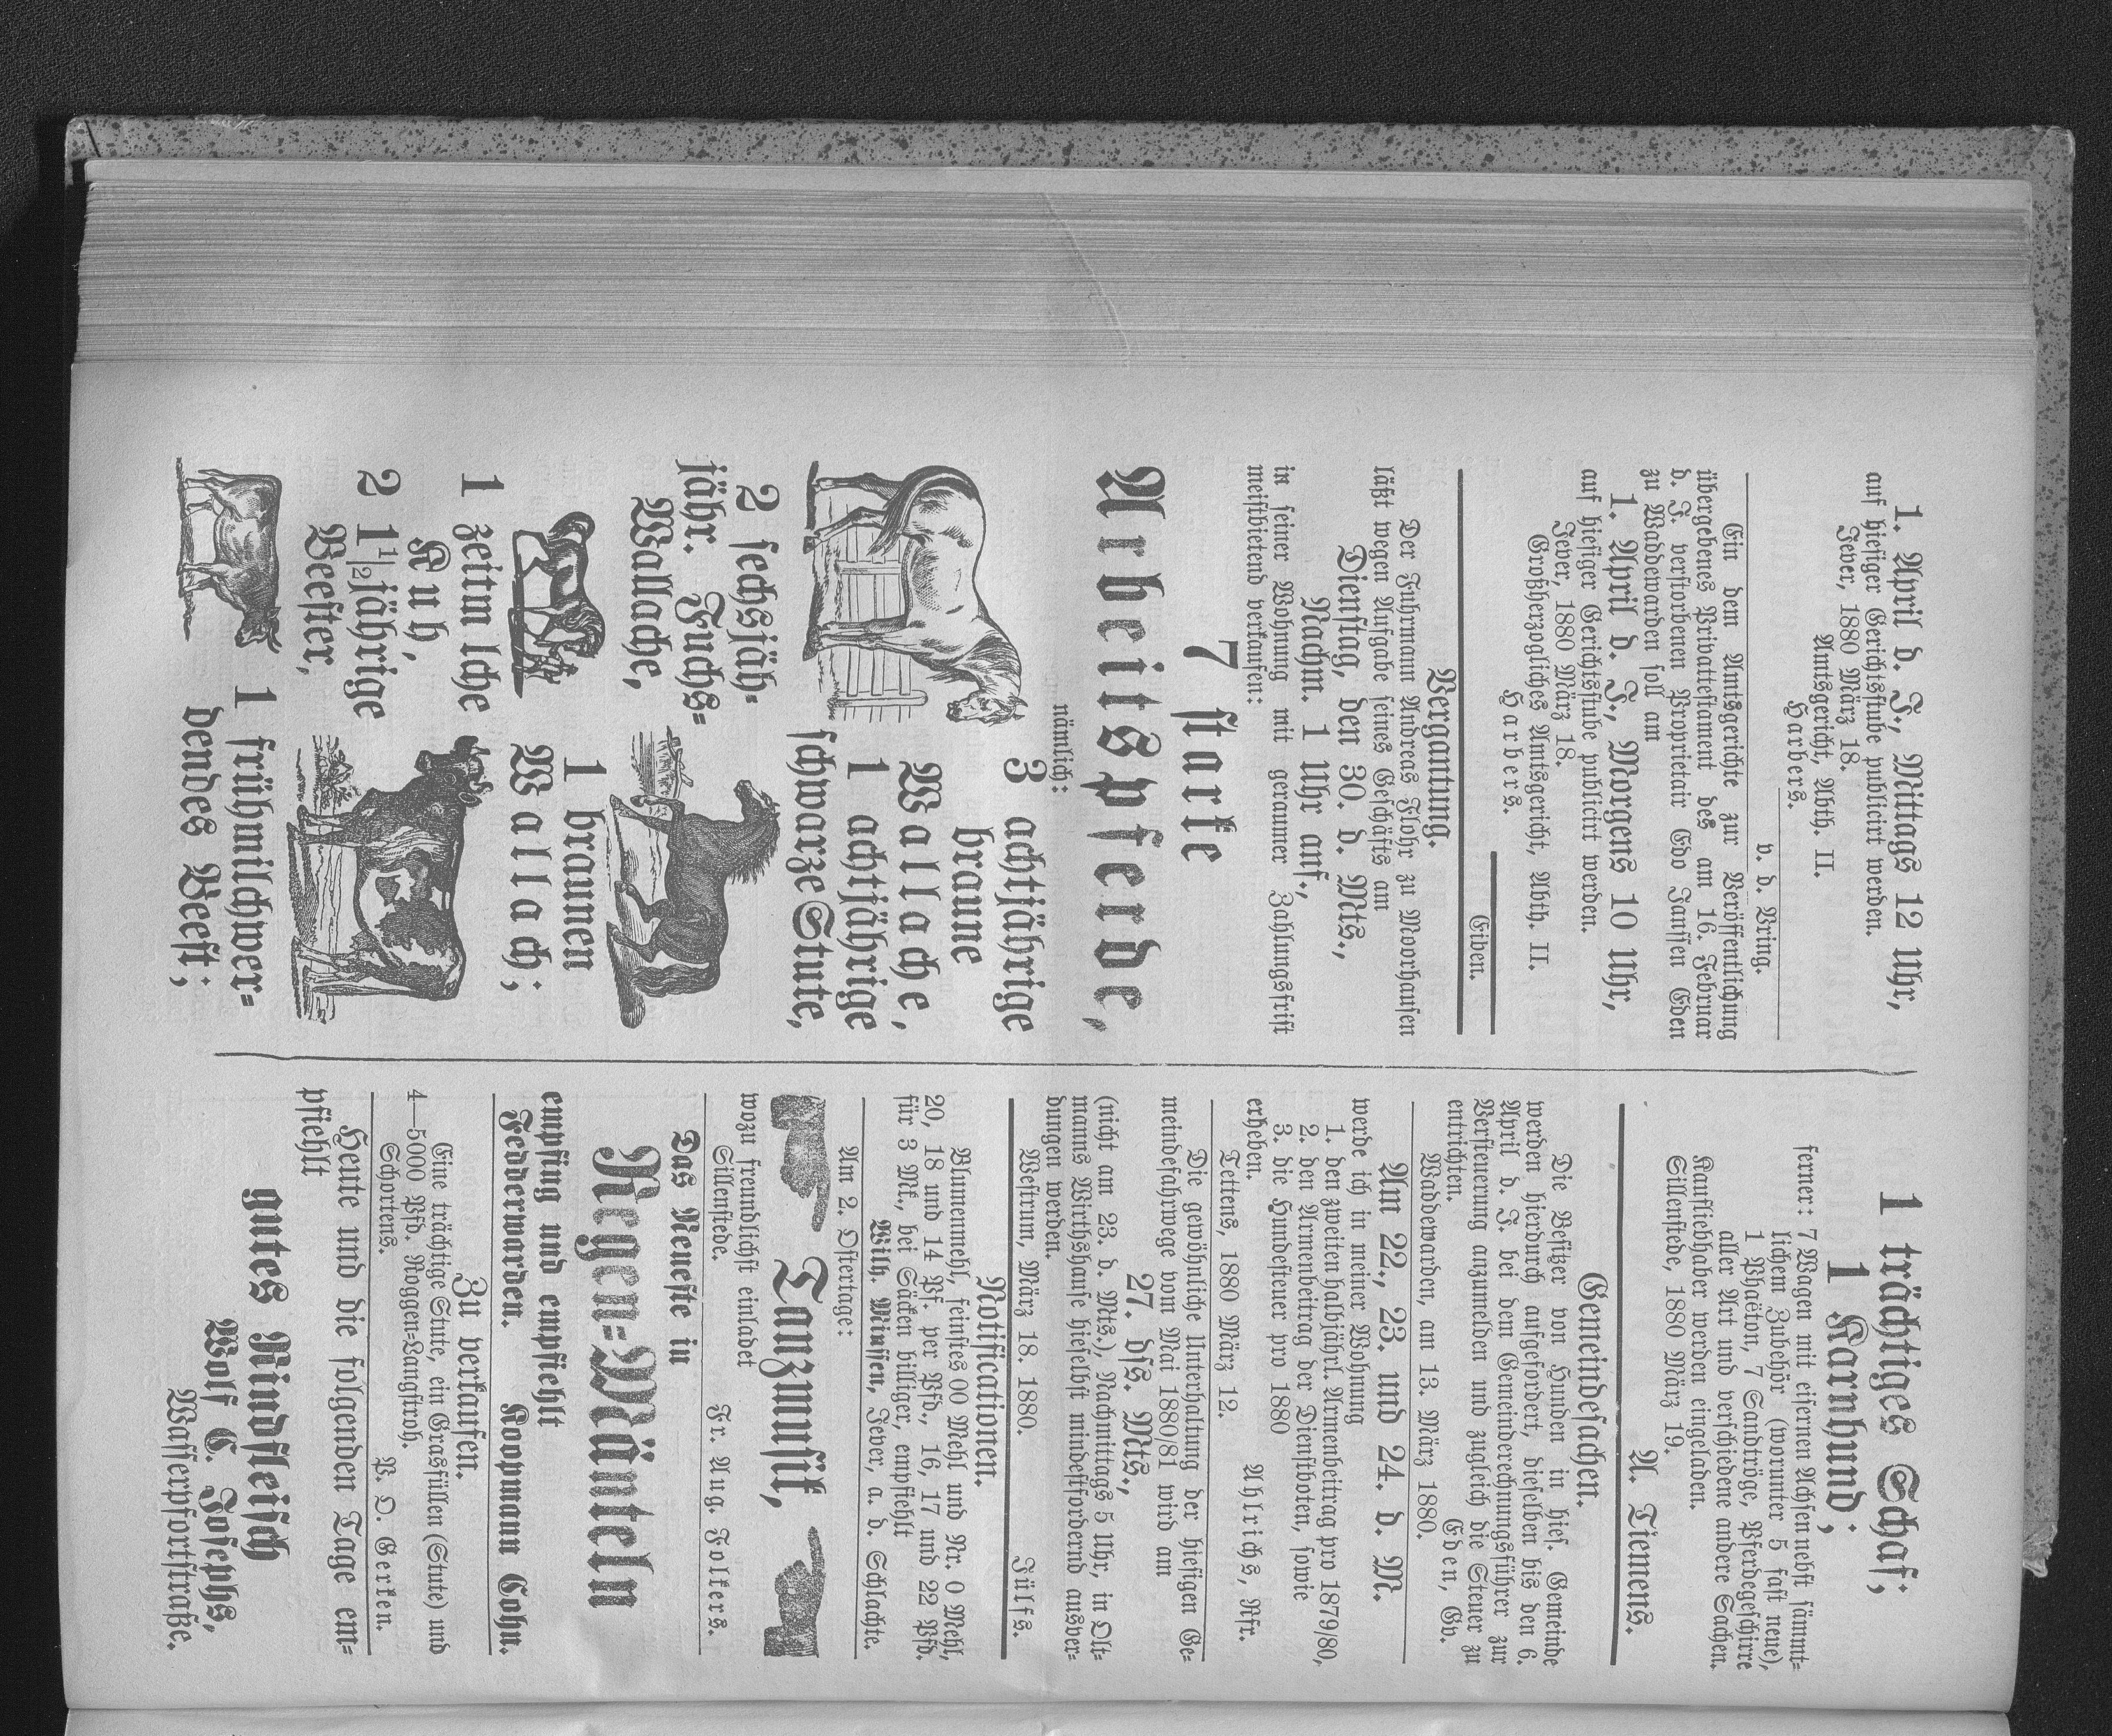 1. April d. J., Mittags 12 Uhr,
auf hiesiger Gerichtsstube publicirt werden.
Jever, 1880 März 18.
Amtsgericht, Abth. II.
Harbers.
v. d. Bring.
Ein dem Amtsgerichte zur Veröffentlichung
übergebenes Privattestament des am 16. Februar
d. J. verstorbenen Proprietair Edo Janssen Eden
zu Waddewarden soll am
1. April d. J., Morgens 10 Uhr,
auf hiesiger Gerichtsstube publicirt werden.
Jever, 1880 März 18.
Großherzogliches Amtsgericht, Abth. II.
Harbers.
Eiben.
Vergantung.
Der Fuhrmann Andreas Flohr zu Moorhausen
läßt wegen Aufgabe seines Geschäfts am
Dienstag, den 30. d. Mts.,
Nachm. 1 Uhr anf.,
in seiner Wohnung mit geraumer Zahlungsfrist
meistbietend verkaufen:
7 starke
Arbeitspferde,
nämlich:
3 achtjährige
braune
Wallache,
1 achtjährige
schwarze Stute,
2 sechsjäh-
jähr. Fuchs-
Wallache,
1 braunen
Wallach;
1 zeitm lche
Kuh,
2 1½jährige
Beester,
1 frühmilchwer-
dendes Beest;
1 trächtiges Schaf;
1 Karnhund;
ferner: 7 Wagen mit eisernen Achsen nebst sämmt-
lichem Zubehör (worunter 5 fast neue),
1 Phaëton, 7 Sandtröge, Pferdegeschirre
aller Art und verschiedene andere Sachen.
Kaufliebhaber werden eingeladen.
Sillenstede, 1880 März 19.
A. Tiemens.
Gemeindesachen.
Die Besitzer von Hunden in hies. Gemeinde
werden hierdurch aufgefordert, dieselben bis den 6.
April d. J. bei dem Gemeinderechnungsführer zur
Versteuerung anzumelden und zugleich die Steuer zu
entrichten.
Eden, Gv.
Waddewarden, am 13. März 1880.
Am 22., 23. und 24. d. M.
werde ich in meiner Wohnung
1. den zweiten halbjährl. Armenbeitrag pro 1879/80,
2. den Armenbeitrag der Dienstboten, sowie
3. die Hundesteuer pro 1880
erheben.
Ahlrichs, Rfr.
Tettens, 1880 März 12.
Die gewöhnliche Unterhaltung der hiesigen Ge-
meindefahrwege vom Mai 1880/81 wird am
27. dss. Mts.,
(nicht am 23. d. Mts.), Nachmittags 5 Uhr, in Olt-
manns Wirthshause hieselbst mindestfordernd ausver-
dungen werden.
Westrum, März 18. 1880.
Jülfs.
Notificationen.
Blumenmehl, feinstes 00 Mehl und Nr. 0 Mehl,
20, 18 und 14 Pf. per Pfd., 16, 17 und 22 Pfd.
für 3 Mk., bei Säcken billiger, empfiehlt
Wilh. Minssen, Jever, a. d. Schlachte.
Am 2. Ostertage:
Tanzmusik,
wozu freundlichst einladet
Sillenstede.
Fr. Aug. Folkers.
Das Neueste in
Regen-Mänteln
empfing und empfiehlt
Fedderwarden.
Koopmann Cohn.
Zu verkaufen.
Eine trächtige Stute, ein Grasfüllen (Stute) und
4—5000 Pfd. Roggen-Langstroh.
Schortens.
P. O. Gerken.
Heute und die folgenden Tage em-
pfiehlt
gutes Rindfleisch
Wolf C. Josephs,
Wasserpfortstraße.